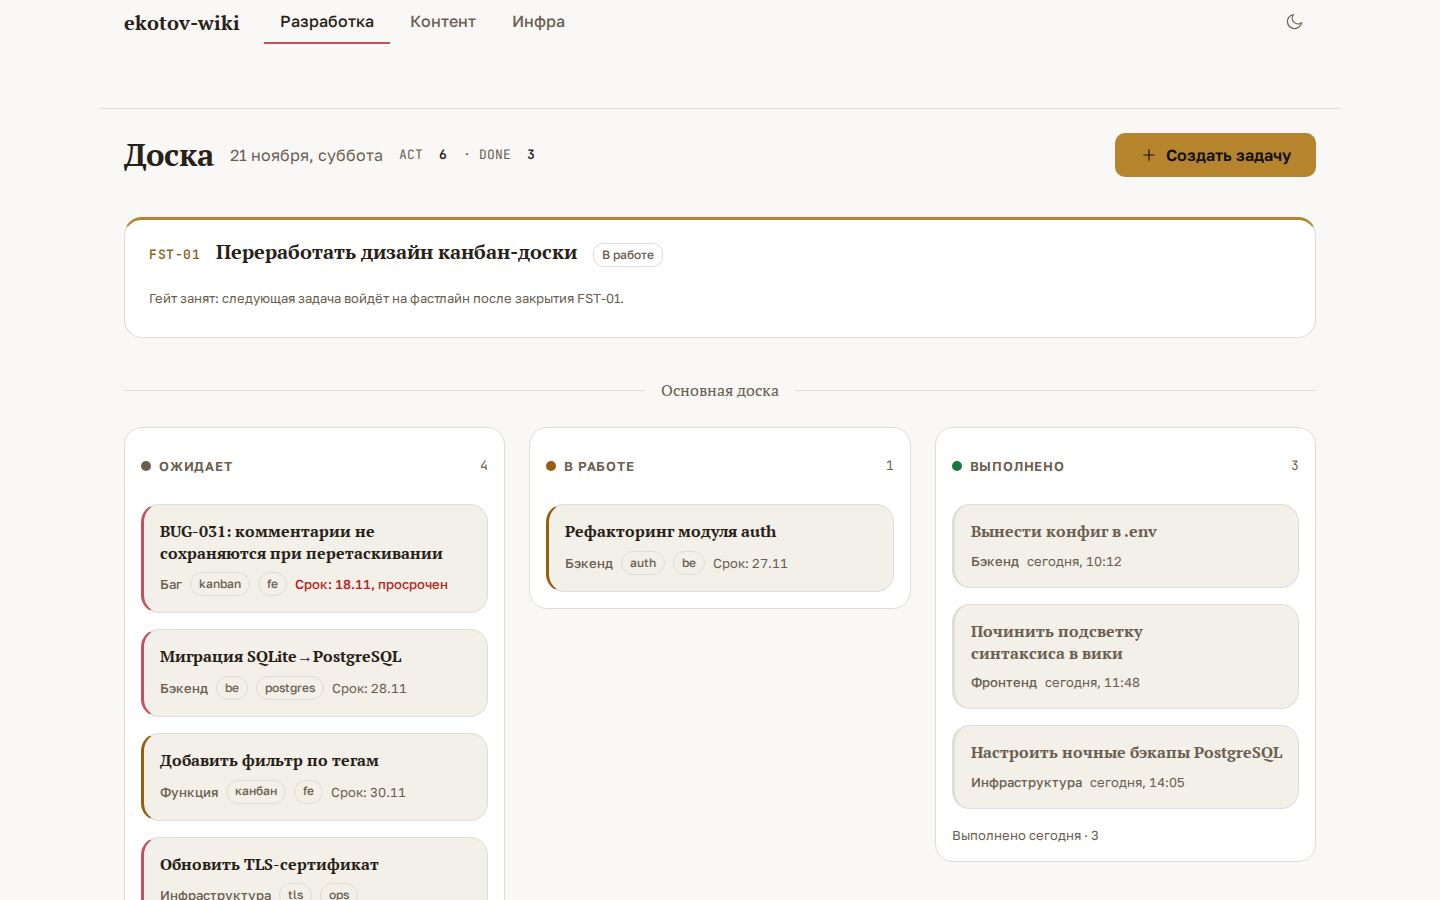 ekotov-wiki Разработка Контент Инфра
Доска 21 ноября, суббота ACT 6 · DONE 3
+ Создать задачу
FST-01 Переработать дизайн канбан-доски В работе
Гейт занят: следующая задача войдёт на фастлайн после закрытия FST-01.
Основная доска
ОЖИДАЕТ 4
BUG-031: комментарии не
сохраняются при перетаскивании
Баг kanban fe Срок: 18.11, просрочен
Миграция SQLite→PostgreSQL
Бэкенд be postgres Срок: 28.11
Добавить фильтр по тегам
Функция канбан fe Срок: 30.11
Обновить TLS-сертификат
Инфраструктура tls ops
В РАБОТЕ 1
Рефакторинг модуля auth
Бэкенд auth be Срок: 27.11
ВЫПОЛНЕНО 3
Вынести конфиг в .env
Бэкенд сегодня, 10:12
Починить подсветку
синтаксиса в вики
Фронтенд сегодня, 11:48
Настроить ночные бэкапы PostgreSQL
Инфраструктура сегодня, 14:05
Выполнено сегодня · 3